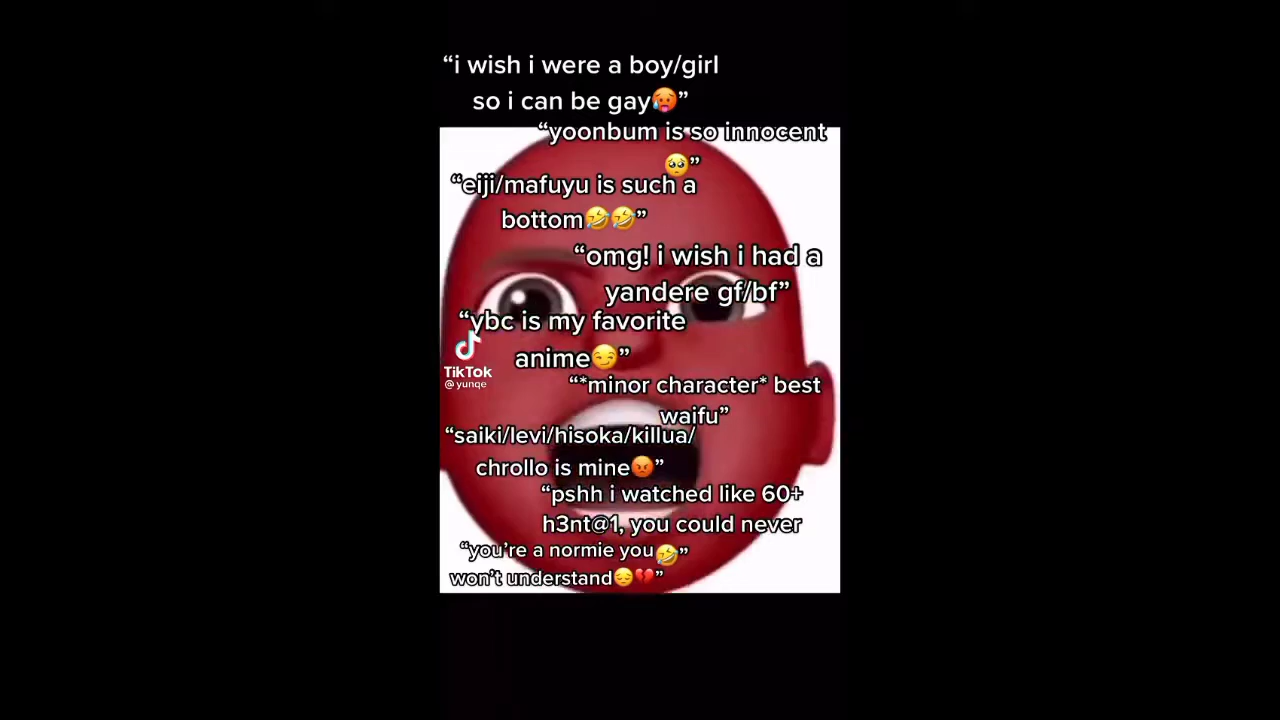 “i wish i were a boy/girl
so i can be gay🥵”
“yoonbum is so innocent
🥺”
“eiji/mafuyu is such a
bottom🤣🤣”
“omg! i wish i had a
yandere gf/bf”
“ybc is my favorite
anime😏”
TikTok
@yunqe
“*minor character* best
waifu”
“saiki/levi/hisoka/killua/
chrollo is mine😡”
“pshh i watched like 60+
h3nt@1, you could never
🤣”
“you’re a normie you
won’t understand😔💔”